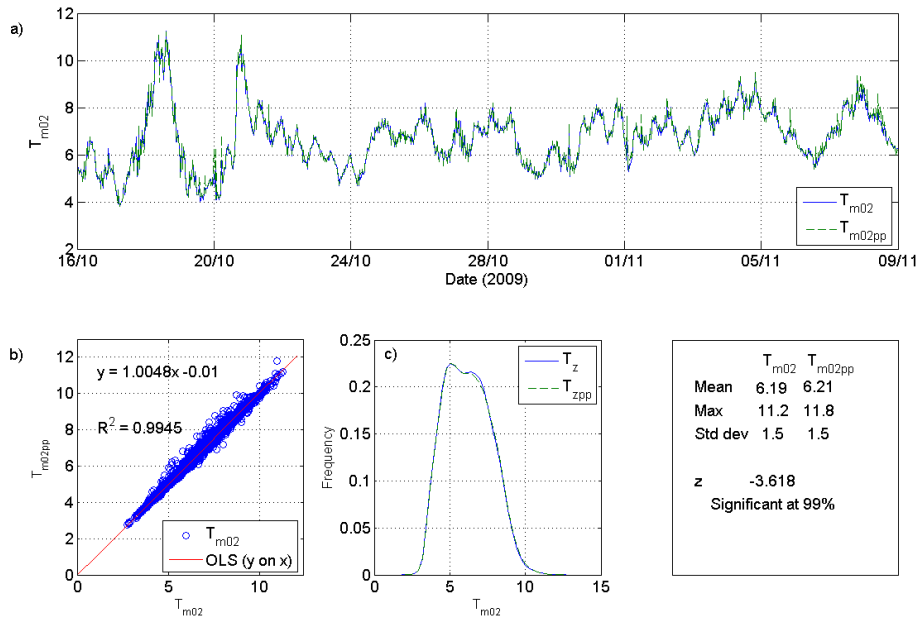 a)
12
10
8
6
4
2
T_m02
16/10
20/10
24/10
28/10
01/11
05/11
09/11
Date (2009)
T_m02
T_m02pp
b)
12
10
8
6
4
2
0
T_m02pp
y = 1.0048x -0.01
R^2 = 0.9945
T_m02
OLS (y on x)
0
5
10
T_m02
c)
0.25
0.2
0.15
0.1
0.05
0
Frequency
T_z
T_zpp
0
5
10
15
T_m02
T_m02 T_m02pp
Mean 6.19 6.21
Max 11.2 11.8
Std dev 1.5 1.5
z -3.618
Significant at 99%